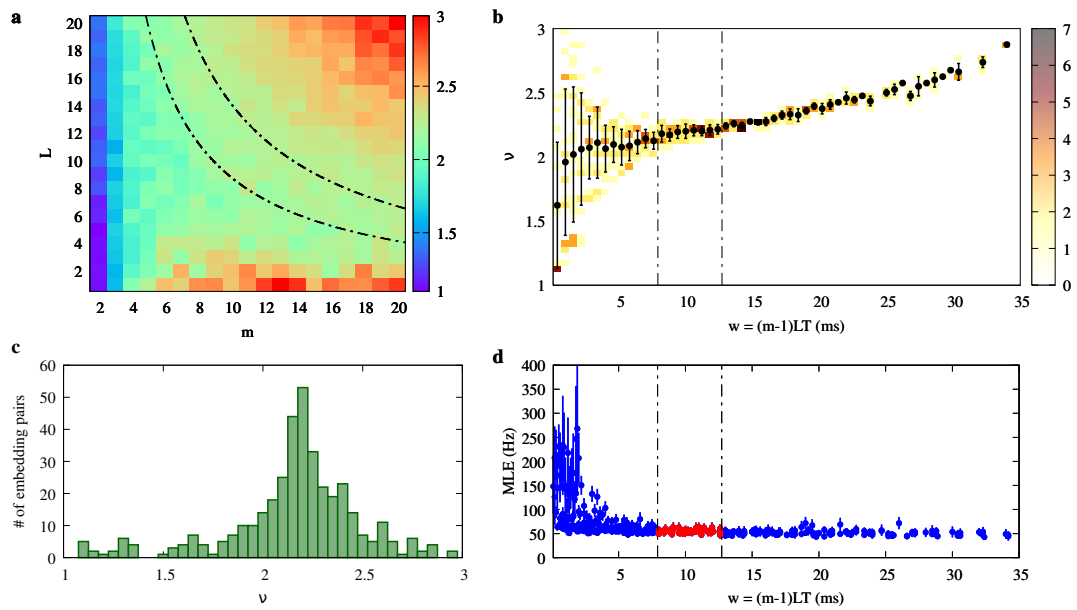 a
20
18
16
14
12
10
8
6
4
2
L
2 4 6 8 10 12 14 16 18 20
m
3
2.5
2
1.5
1
b
3
2.5
2
1.5
1
ν
5 10 15 20 25 30 35
w = (m-1)LT (ms)
7
6
5
4
3
2
1
0
c
60
50
40
30
20
10
0
# of embedding pairs
1 1.5 2 2.5 3
ν
d
400
350
300
250
200
150
100
50
0
MLE (Hz)
5 10 15 20 25 30 35
w = (m-1)LT (ms)